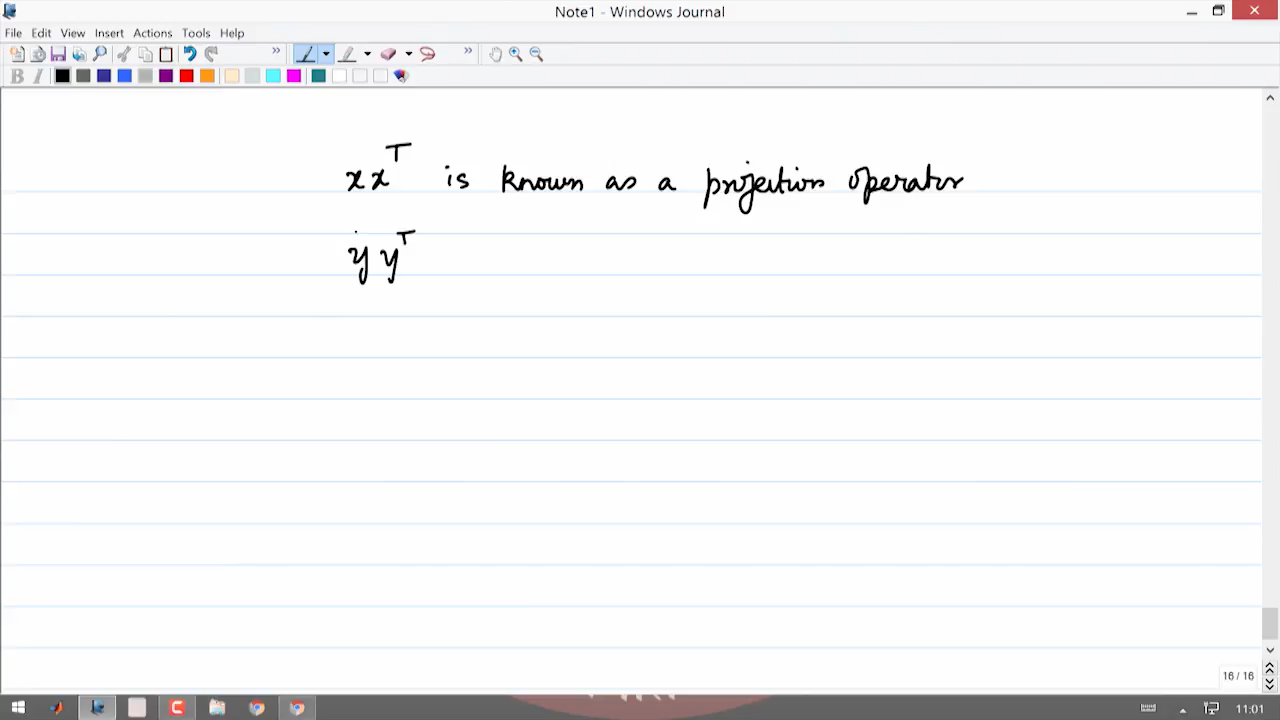 Note1 - Windows Journal
File Edit View Insert Actions Tools Help
B I
xx^T is known as a projection operator
yy^T
16 / 16
11:01